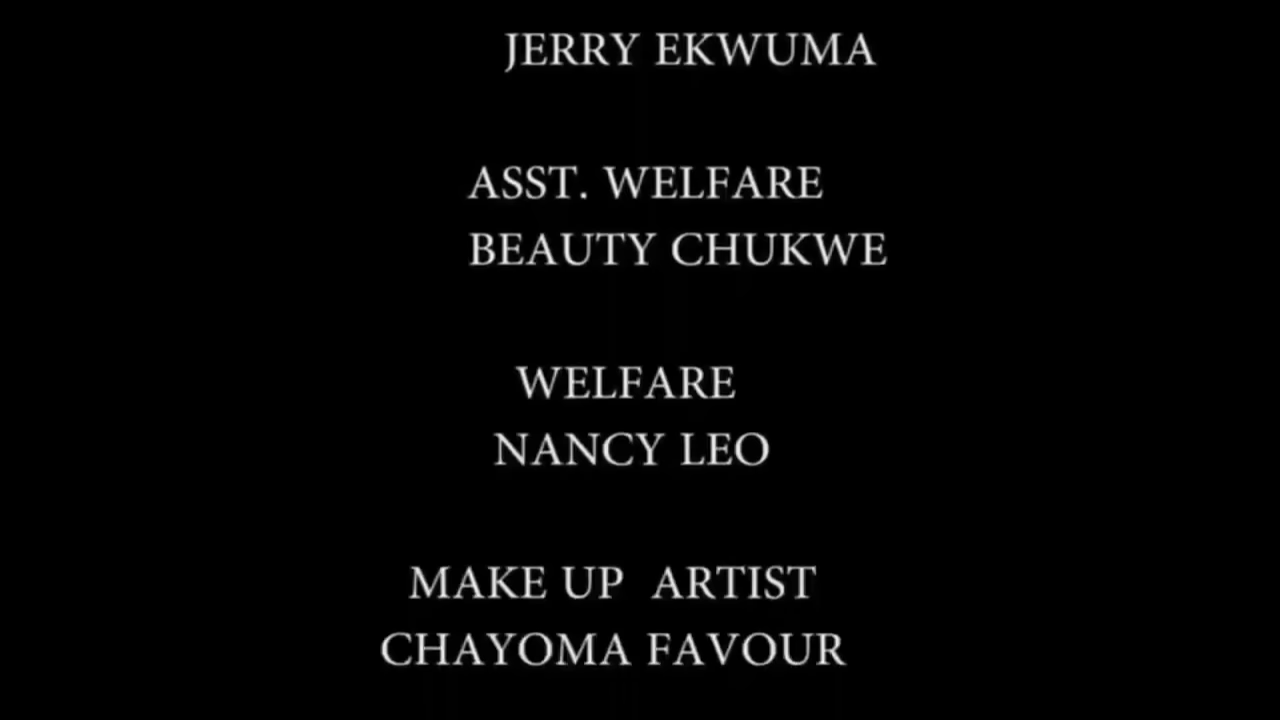 JERRY EKWUMA
ASST. WELFARE
BEAUTY CHUKWE
WELFARE
NANCY LEO
MAKE UP ARTIST
CHAYOMA FAVOUR